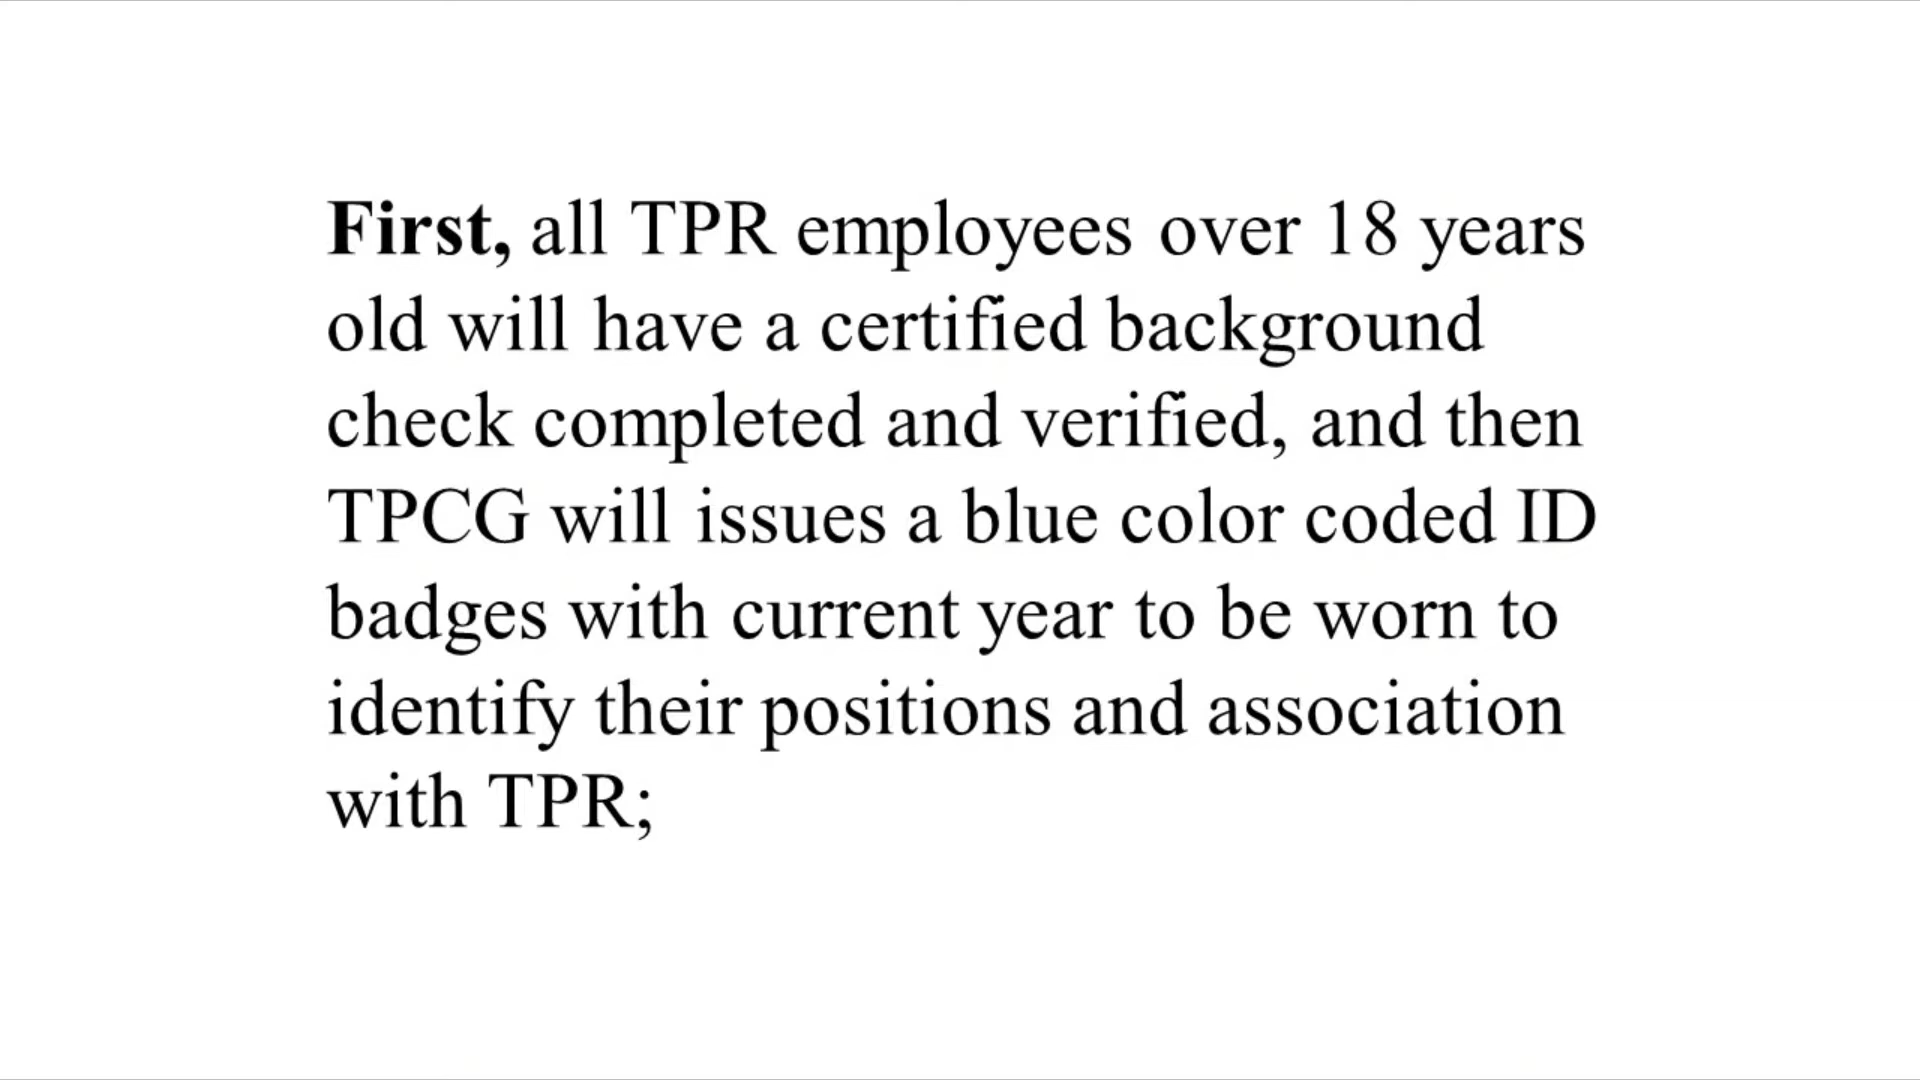 First, all TPR employees over 18 years
old will have a certified background
check completed and verified, and then
TPCG will issues a blue color coded ID
badges with current year to be worn to
identify their positions and association
with TPR;